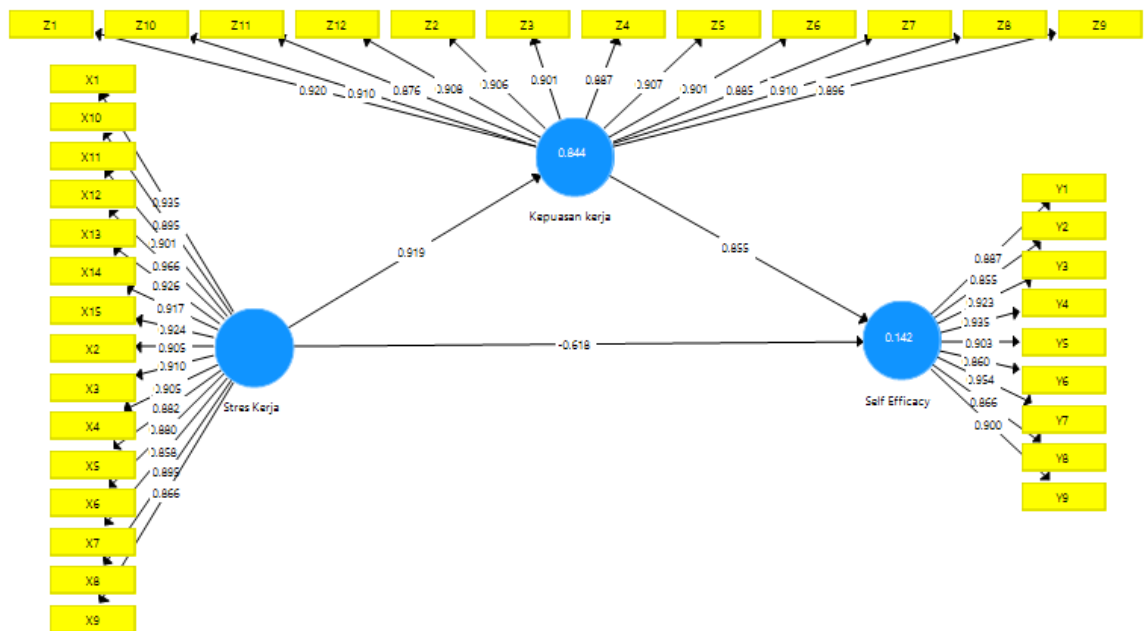 Z1 Z10 Z11 Z12 Z2 Z3 Z4 Z5 Z6 Z7 Z8 Z9
0.920 0.910 0.876 0.908 0.906 0.901 0.887 0.907 0.901 0.885 0.910 0.896
X1
X10
X11
X12
X13
X14
X15
X2
X3
X4
X5
X6
X7
X8
X9
0.935
0.895
0.901
0.966
0.926
0.917
0.924
0.905
0.910
0.905
0.882
0.880
0.858
0.895
0.866
Stres Kerja
0.919
0.844
Kepuasan kerja
0.855
-0.618
0.142
Self Efficacy
0.887
0.855
0.923
0.935
0.903
0.860
0.954
0.866
0.900
Y1
Y2
Y3
Y4
Y5
Y6
Y7
Y8
Y9